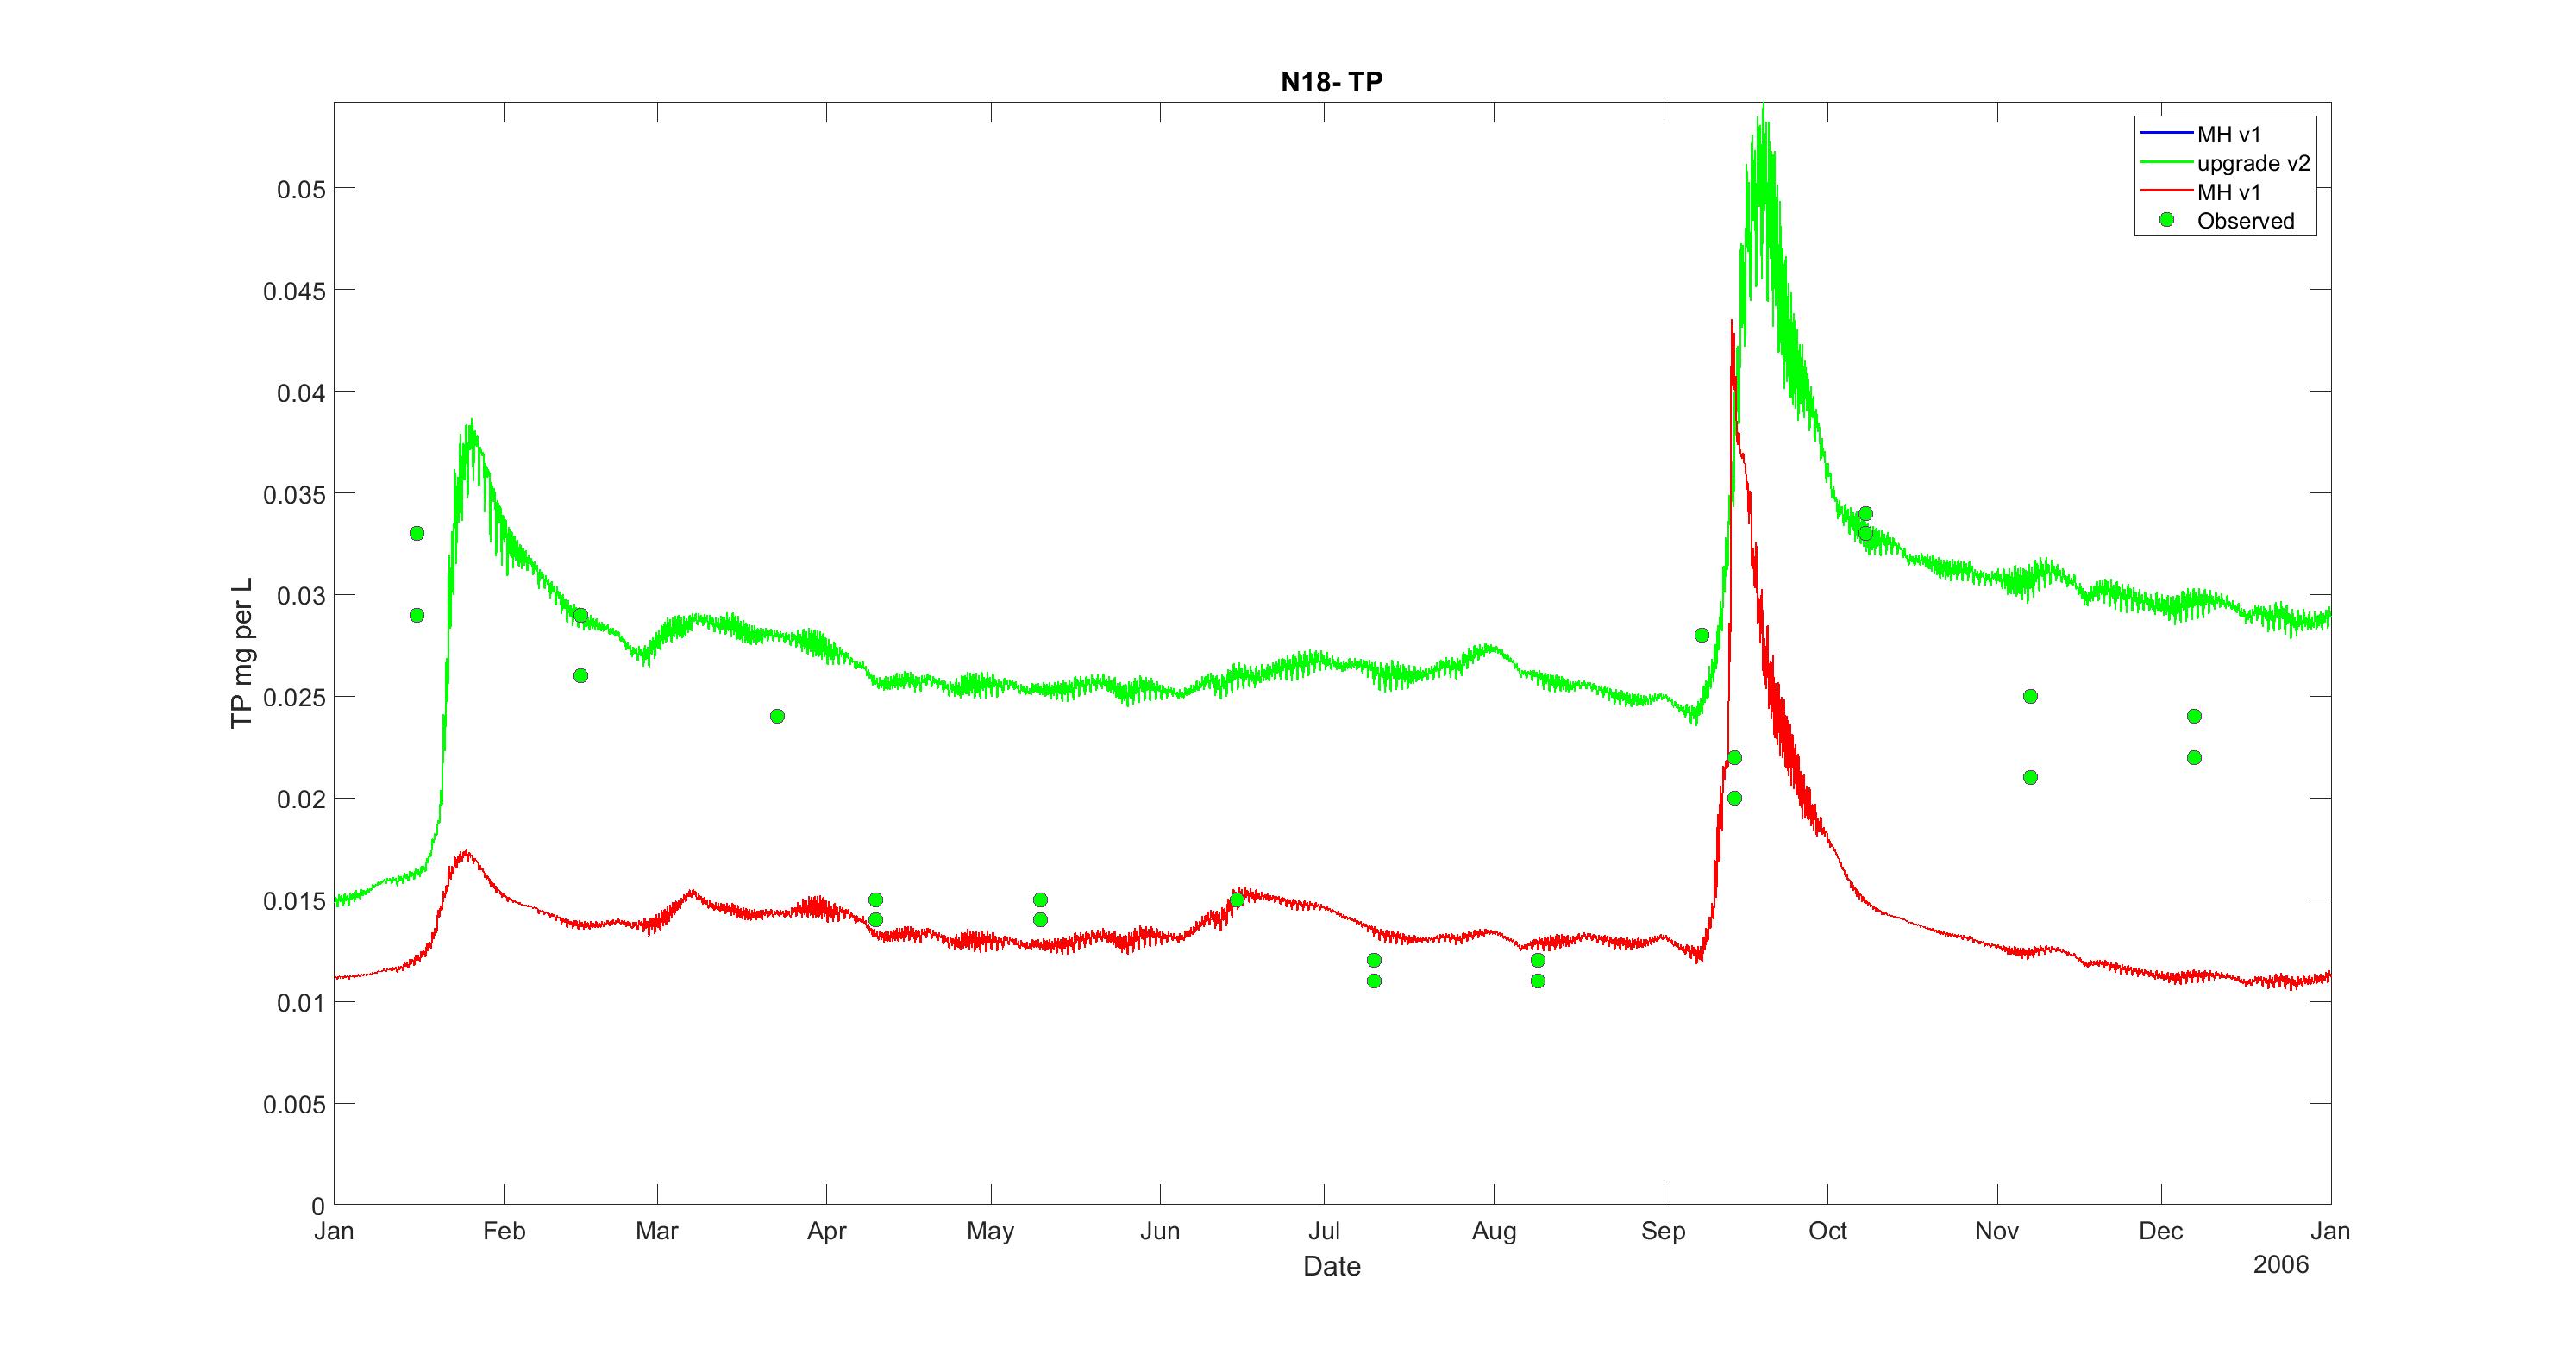 N18- TP
MH v1
upgrade v2
MH v1
Observed
0.05
0.045
0.04
0.035
0.03
0.025
0.02
0.015
0.01
0.005
0
TP mg per L
Jan Feb Mar Apr May Jun Jul Aug Sep Oct Nov Dec Jan
Date
2006